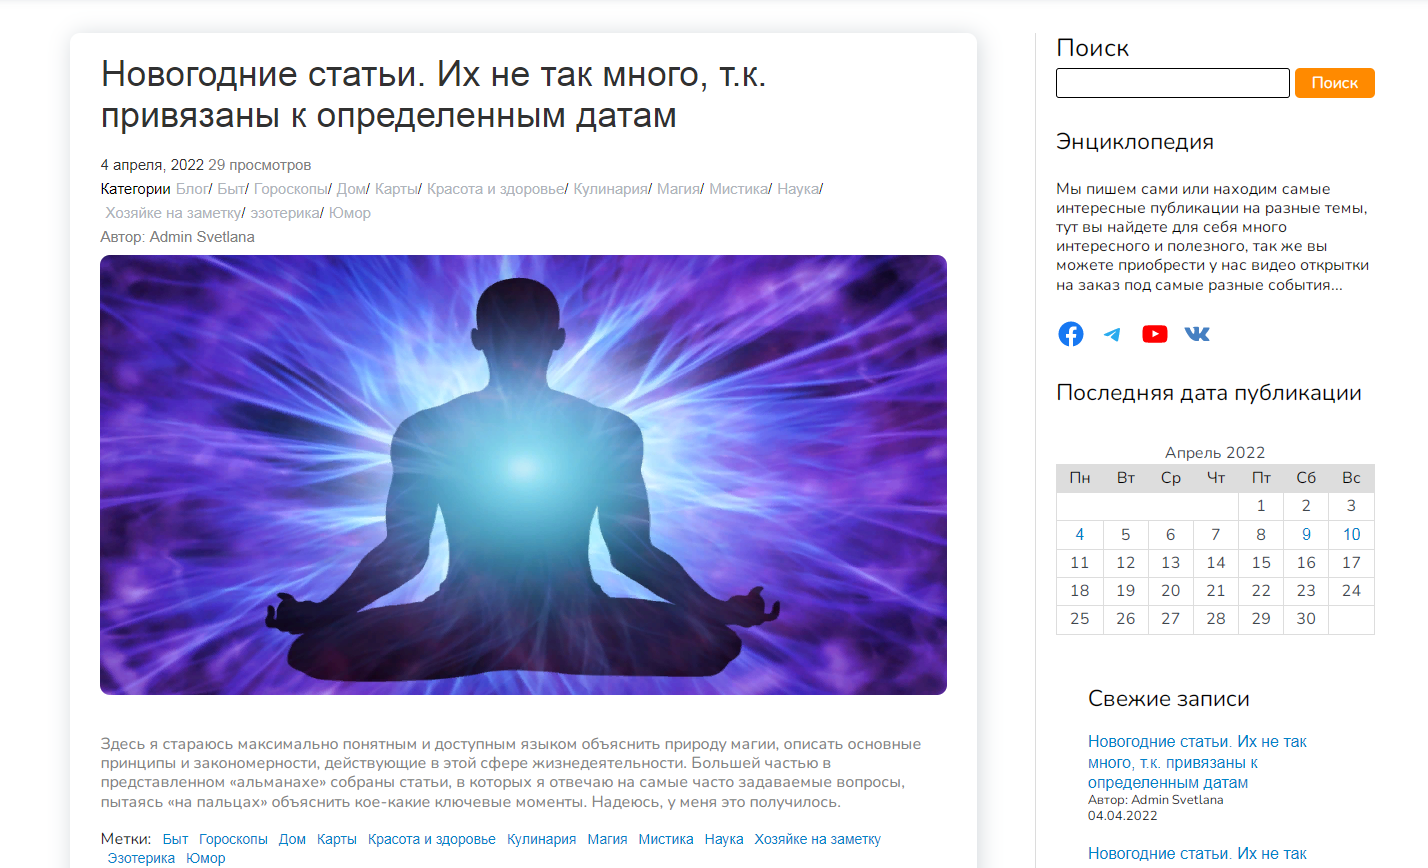 Новогодние статьи. Их не так много, т.к.
привязаны к определенным датам
4 апреля, 2022 29 просмотров
Категории Блог/ Быт/ Гороскопы/ Дом/ Карты/ Красота и здоровье/ Кулинария/ Магия/ Мистика/ Наука/
Хозяйке на заметку/ эзотерика/ Юмор
Автор: Admin Svetlana
Здесь я стараюсь максимально понятным и доступным языком объяснить природу магии, описать основные
принципы и закономерности, действующие в этой сфере жизнедеятельности. Большей частью в
представленном «альманахе» собраны статьи, в которых я отвечаю на самые часто задаваемые вопросы,
пытаясь «на пальцах» объяснить кое-какие ключевые моменты. Надеюсь, у меня это получилось.
Метки: Быт Гороскопы Дом Карты Красота и здоровье Кулинария Магия Мистика Наука Хозяйке на заметку
Эзотерика Юмор
Поиск
Поиск
Энциклопедия
Мы пишем сами или находим самые
интересные публикации на разные темы,
тут вы найдете для себя много
интересного и полезного, так же вы
можете приобрести у нас видео открытки
на заказ под самые разные события...
Последняя дата публикации
Апрель 2022
Пн Вт Ср Чт Пт Сб Вс
1 2 3
4 5 6 7 8 9 10
11 12 13 14 15 16 17
18 19 20 21 22 23 24
25 26 27 28 29 30
Свежие записи
Новогодние статьи. Их не так
много, т.к. привязаны к
определенным датам
Автор: Admin Svetlana
04.04.2022
Новогодние статьи. Их не так